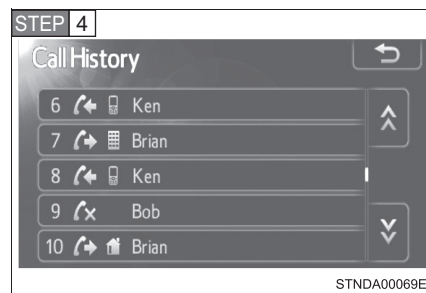 STEP 4
Call History
6 Ken
7 Brian
8 Ken
9 Bob
10 Brian
STNDA00069E